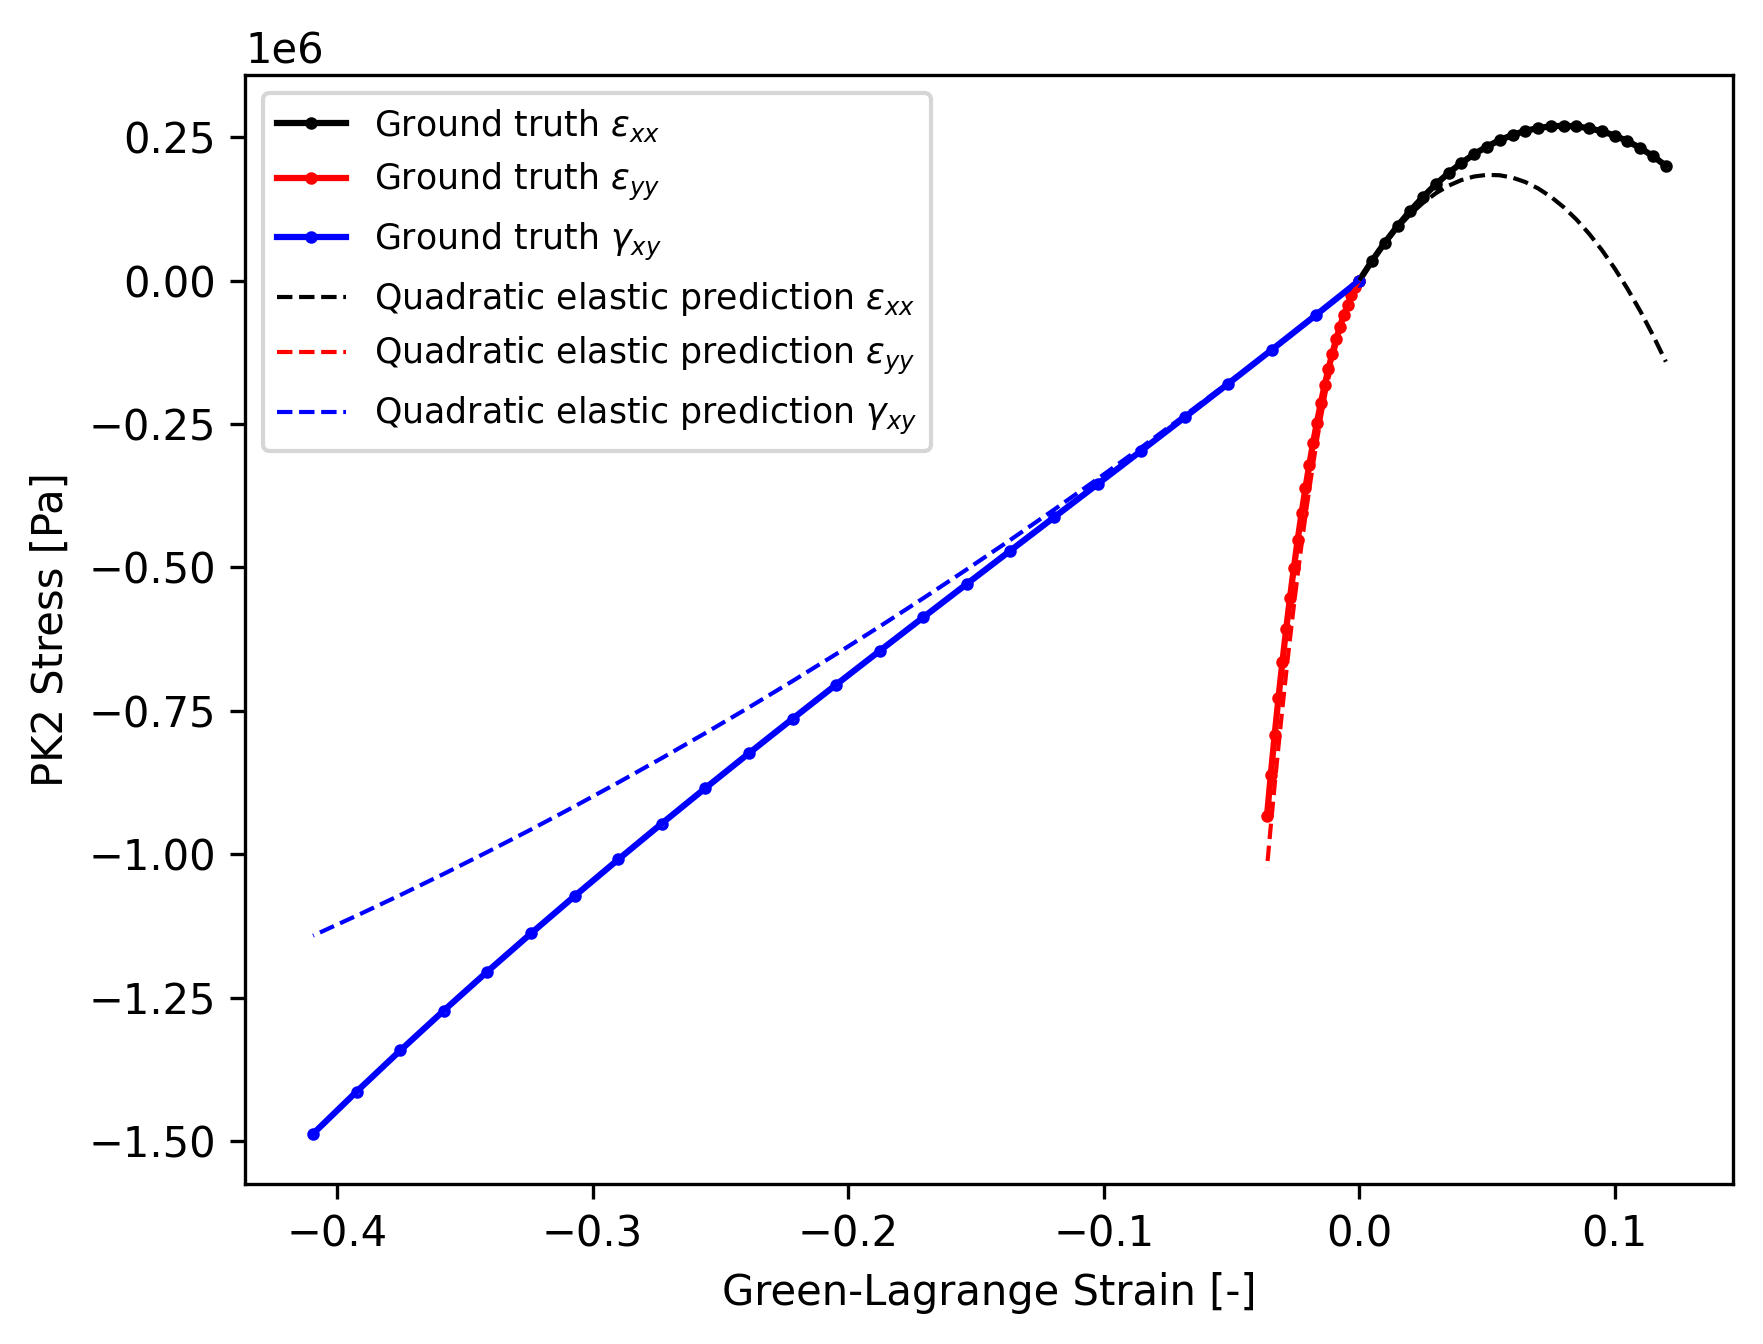 1e6
Ground truth εxx
Ground truth εyy
Ground truth γxy
Quadratic elastic prediction εxx
Quadratic elastic prediction εyy
Quadratic elastic prediction γxy
0.25
0.00
−0.25
−0.50
−0.75
−1.00
−1.25
−1.50
PK2 Stress [Pa]
−0.4 −0.3 −0.2 −0.1 0.0 0.1
Green-Lagrange Strain [-]